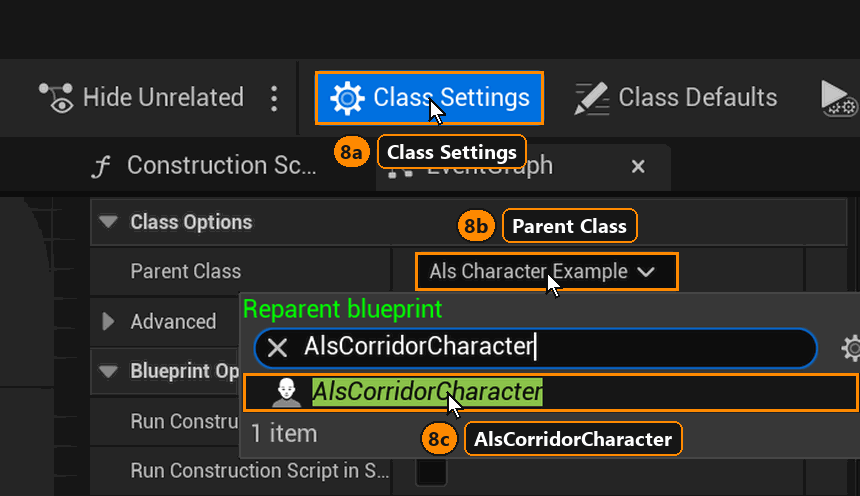 Hide Unrelated
Class Settings
Class Defaults
8a Class Settings
Construction Sc...
EventGraph
Class Options
8b Parent Class
Parent Class
Als Character Example
Reparent blueprint
Advanced
AlsCorridorCharacter
Blueprint Op
AlsCorridorCharacter
Run Constru
1 item
8c AlsCorridorCharacter
Run Construction Script in S...